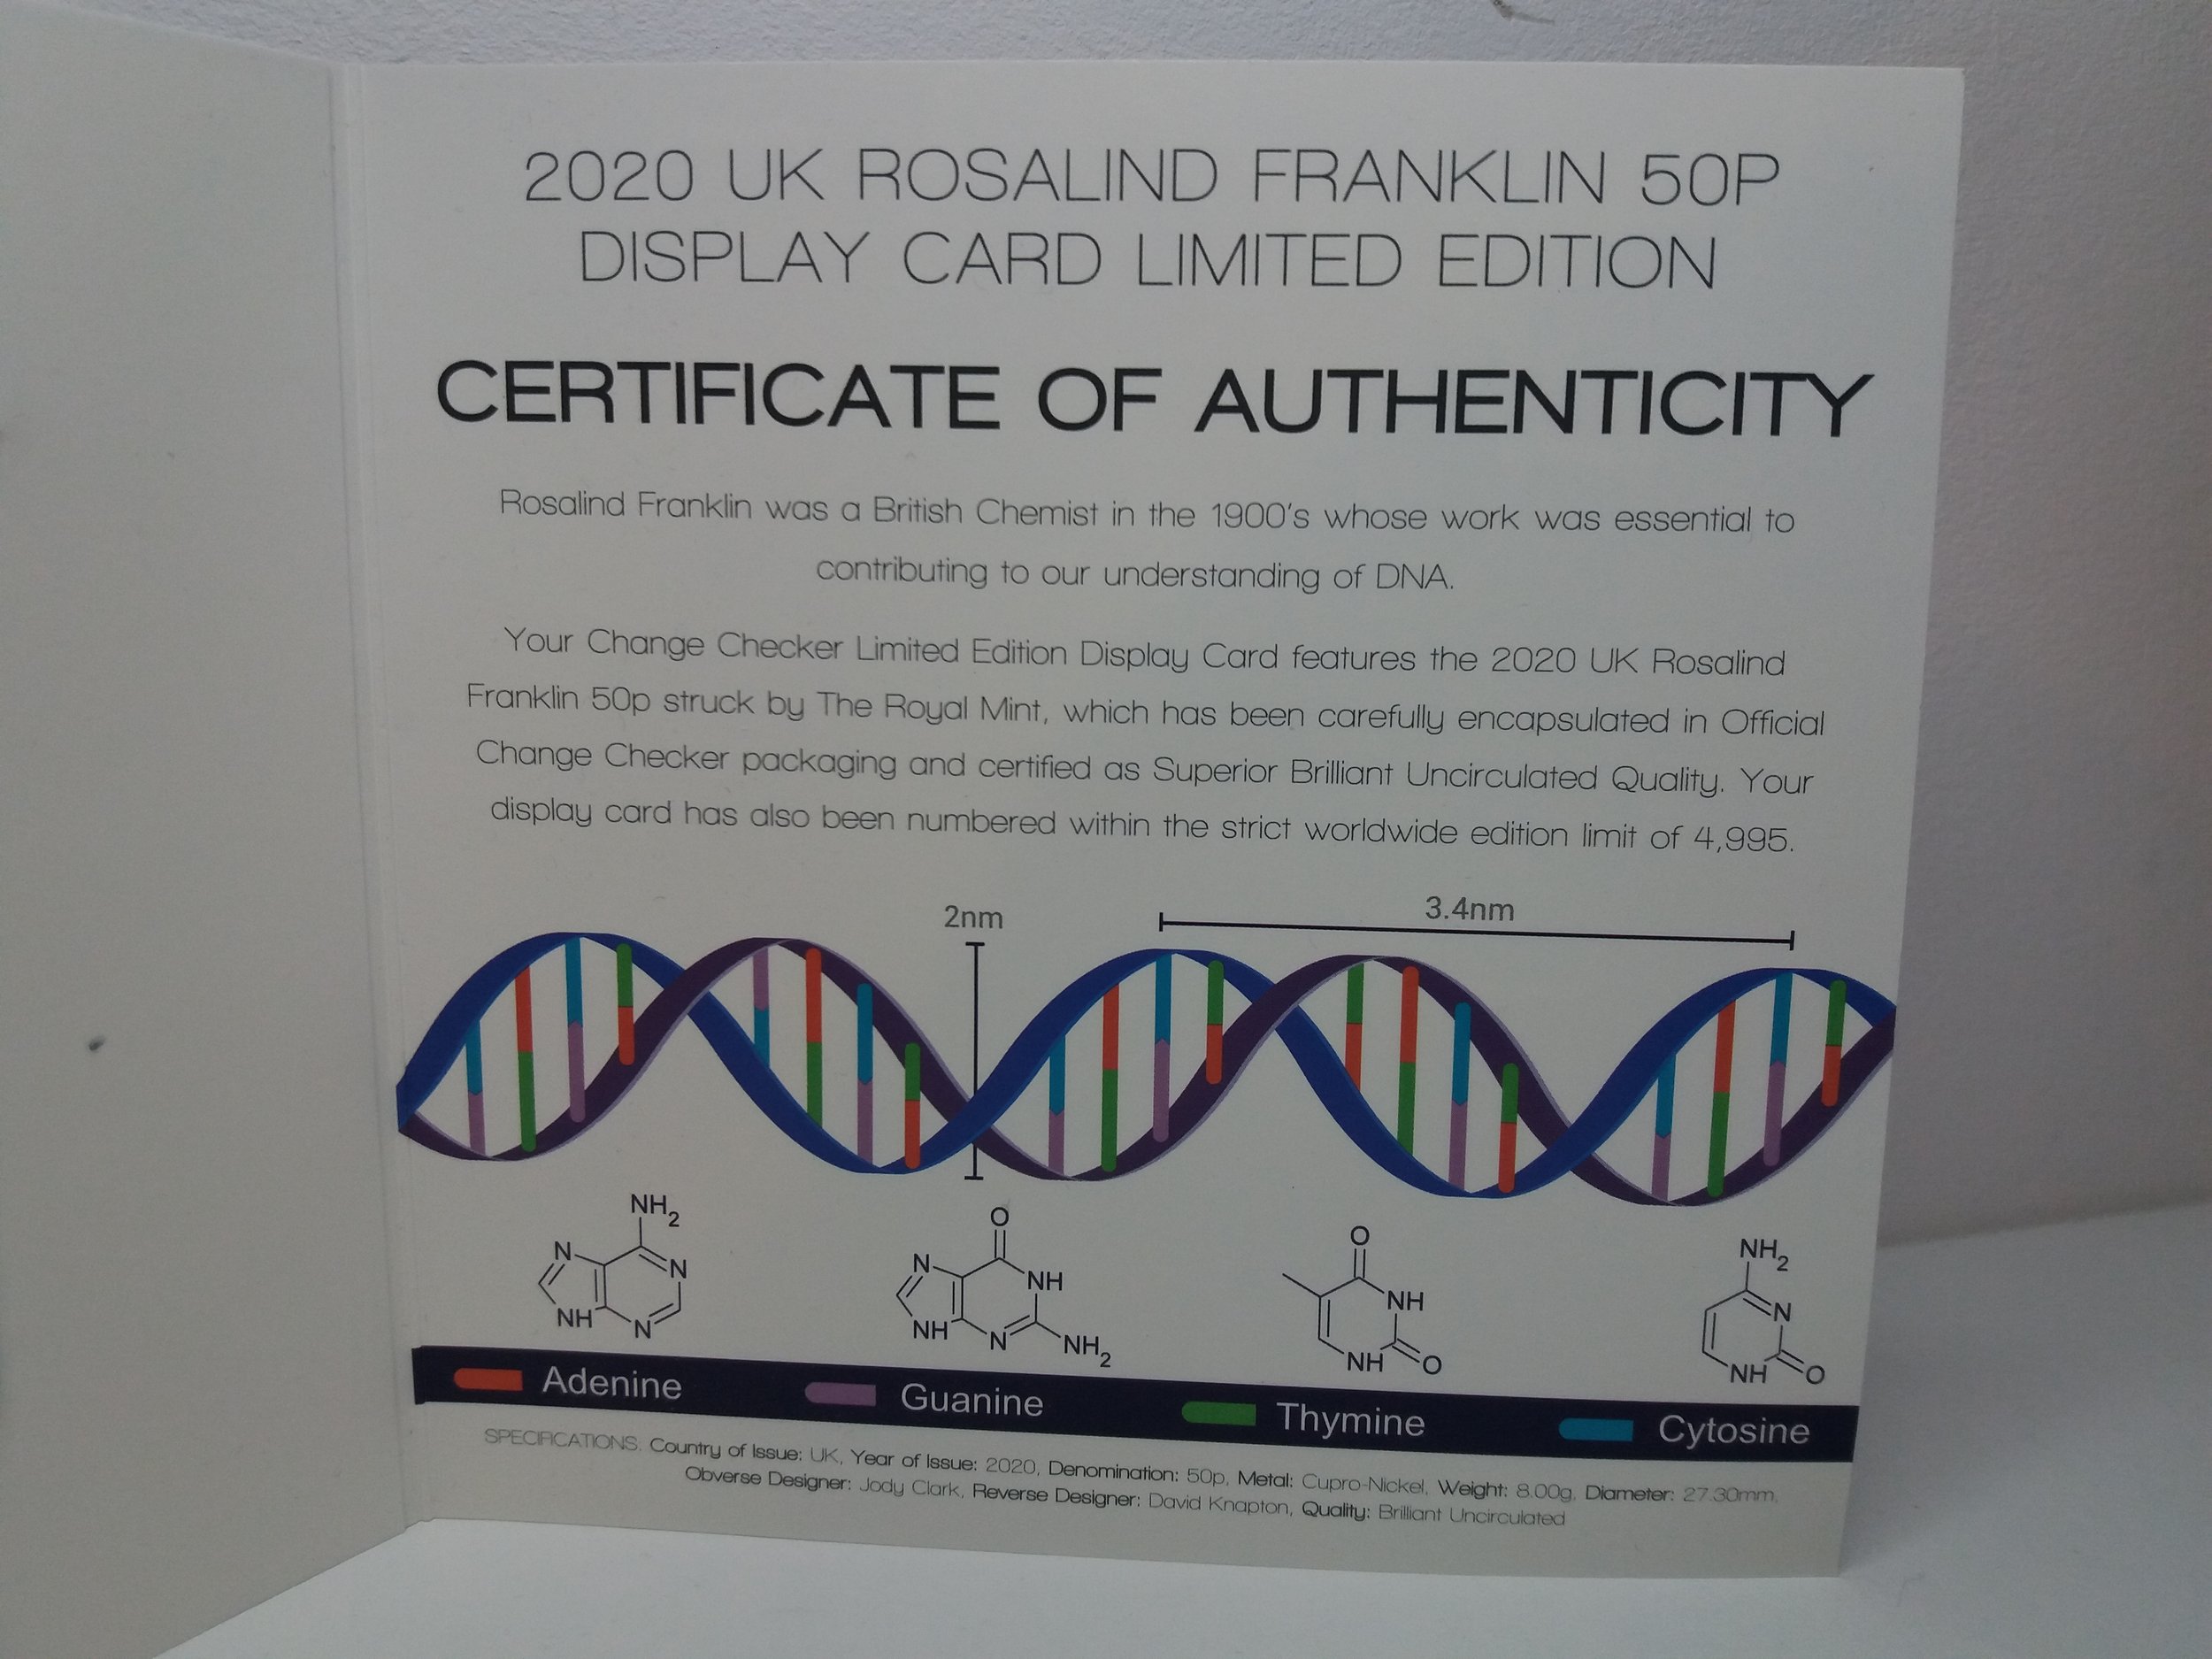 2020 UK ROSALIND FRANKLIN 50P
DISPLAY CARD LIMITED EDITION
CERTIFICATE OF AUTHENTICITY
Rosalind Franklin was a British Chemist in the 1900's whose work was essential to
contributing to our understanding of DNA.
Your Change Checker Limited Edition Display Card features the 2020 UK Rosalind
Franklin 50p struck by The Royal Mint, which has been carefully encapsulated in Official
Change Checker packaging and certified as Superior Brilliant Uncirculated Quality. Your
display card has also been numbered within the strict worldwide edition limit of 4,995.
2nm
3.4nm
NH2
N
N
NH
N
O
N
NH
NH
N
NH2
O
NH
NH
O
NH2
N
NH
O
Adenine
Guanine
Thymine
Cytosine
SPECIFICATIONS. Country of Issue: UK, Year of Issue: 2020, Denomination: 50p, Metal: Cupro-Nickel, Weight: 8.00g, Diameter: 27.30mm,
Obverse Designer: Jody Clark, Reverse Designer: David Knapton, Quality: Brilliant Uncirculated